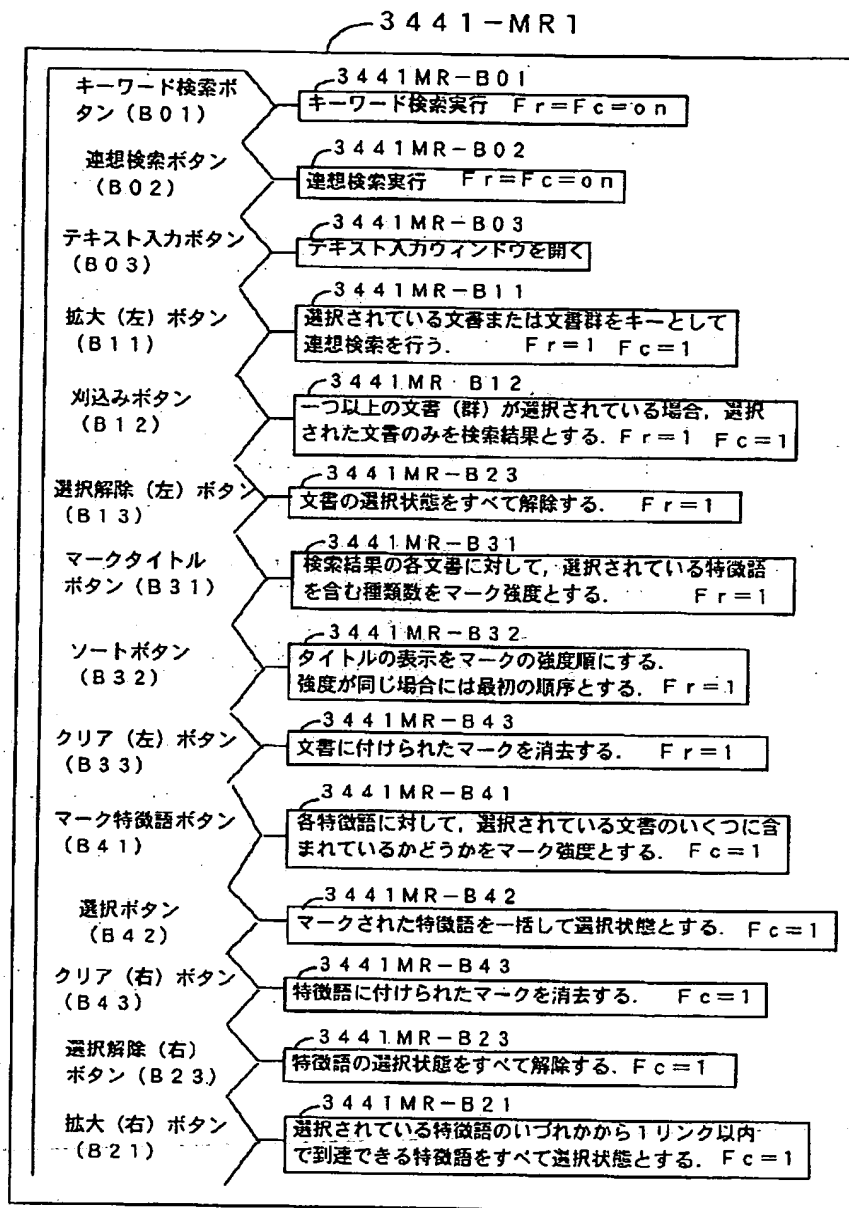 3441-MR1
キーワード検索ボ
タン(B01)
3441MR-B01
キーワード検索実行 Fr=Fc=on
連想検索ボタン
(B02)
3441MR-B02
連想検索実行 Fr=Fc=on
テキスト入力ボタン
(B03)
3441MR-B03
テキスト入力ウィンドウを開く
拡大(左)ボタン
(B11)
3441MR-B11
選択されている文書または文書群をキーとして
連想検索を行う. Fr=1 Fc=1
刈込みボタン
(B12)
3441MR-B12
一つ以上の文書(群)が選択されている場合,選択
された文書のみを検索結果とする. Fr=1 Fc=1
選択解除(左)ボタン
(B13)
3441MR-B23
文書の選択状態をすべて解除する. Fr=1
マークタイトル
ボタン(B31)
3441MR-B31
検索結果の各文書に対して,選択されている特徴語
を含む種類数をマーク強度とする. Fr=1
ソートボタン
(B32)
3441MR-B32
タイトルの表示をマークの強度順にする.
強度が同じ場合には最初の順序とする. Fr=1
クリア(左)ボタン
(B33)
3441MR-B43
文書に付けられたマークを消去する. Fr=1
マーク特徴語ボタン
(B41)
3441MR-B41
各特徴語に対して,選択されている文書のいくつに含
まれているかどうかをマーク強度とする. Fc=1
選択ボタン
(B42)
3441MR-B42
マークされた特徴語を一括して選択状態とする. Fc=1
クリア(右)ボタン
(B43)
3441MR-B43
特徴語に付けられたマークを消去する. Fc=1
選択解除(右)
ボタン(B23)
3441MR-B23
特徴語の選択状態をすべて解除する. Fc=1
拡大(右)ボタン
(B21)
3441MR-B21
選択されている特徴語のいづれかから1リンク以内
で到達できる特徴語をすべて選択状態とする. Fc=1